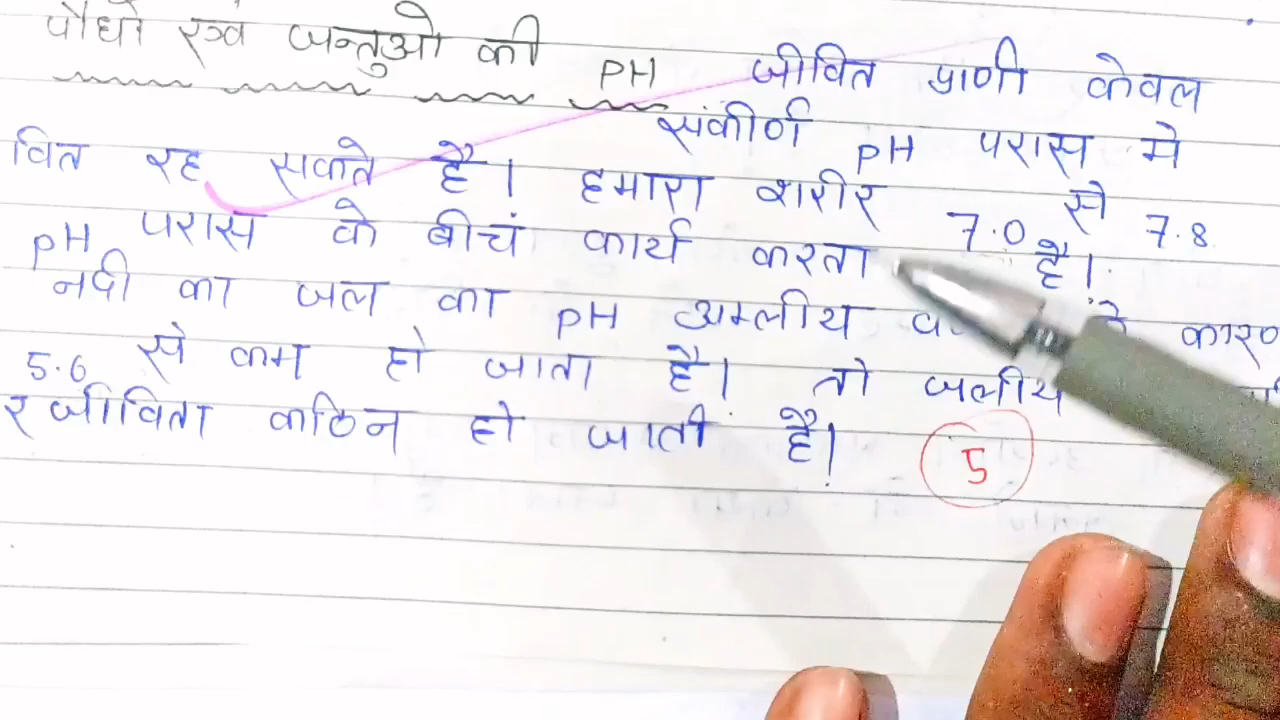 पौधों एवं जन्तुओ की PH जीवित प्राणी केवल
संकीर्ण pH परास मे
वित रह सकते है। हमारा शरीर 7.0 से 7.8
pH परास के बीचं कार्य करता है।
नदी का जल का pH अम्लीय कारण
5.6 से कम हो जाता है। तो जलीय
र जीविता कठिन हो जाती है। 5